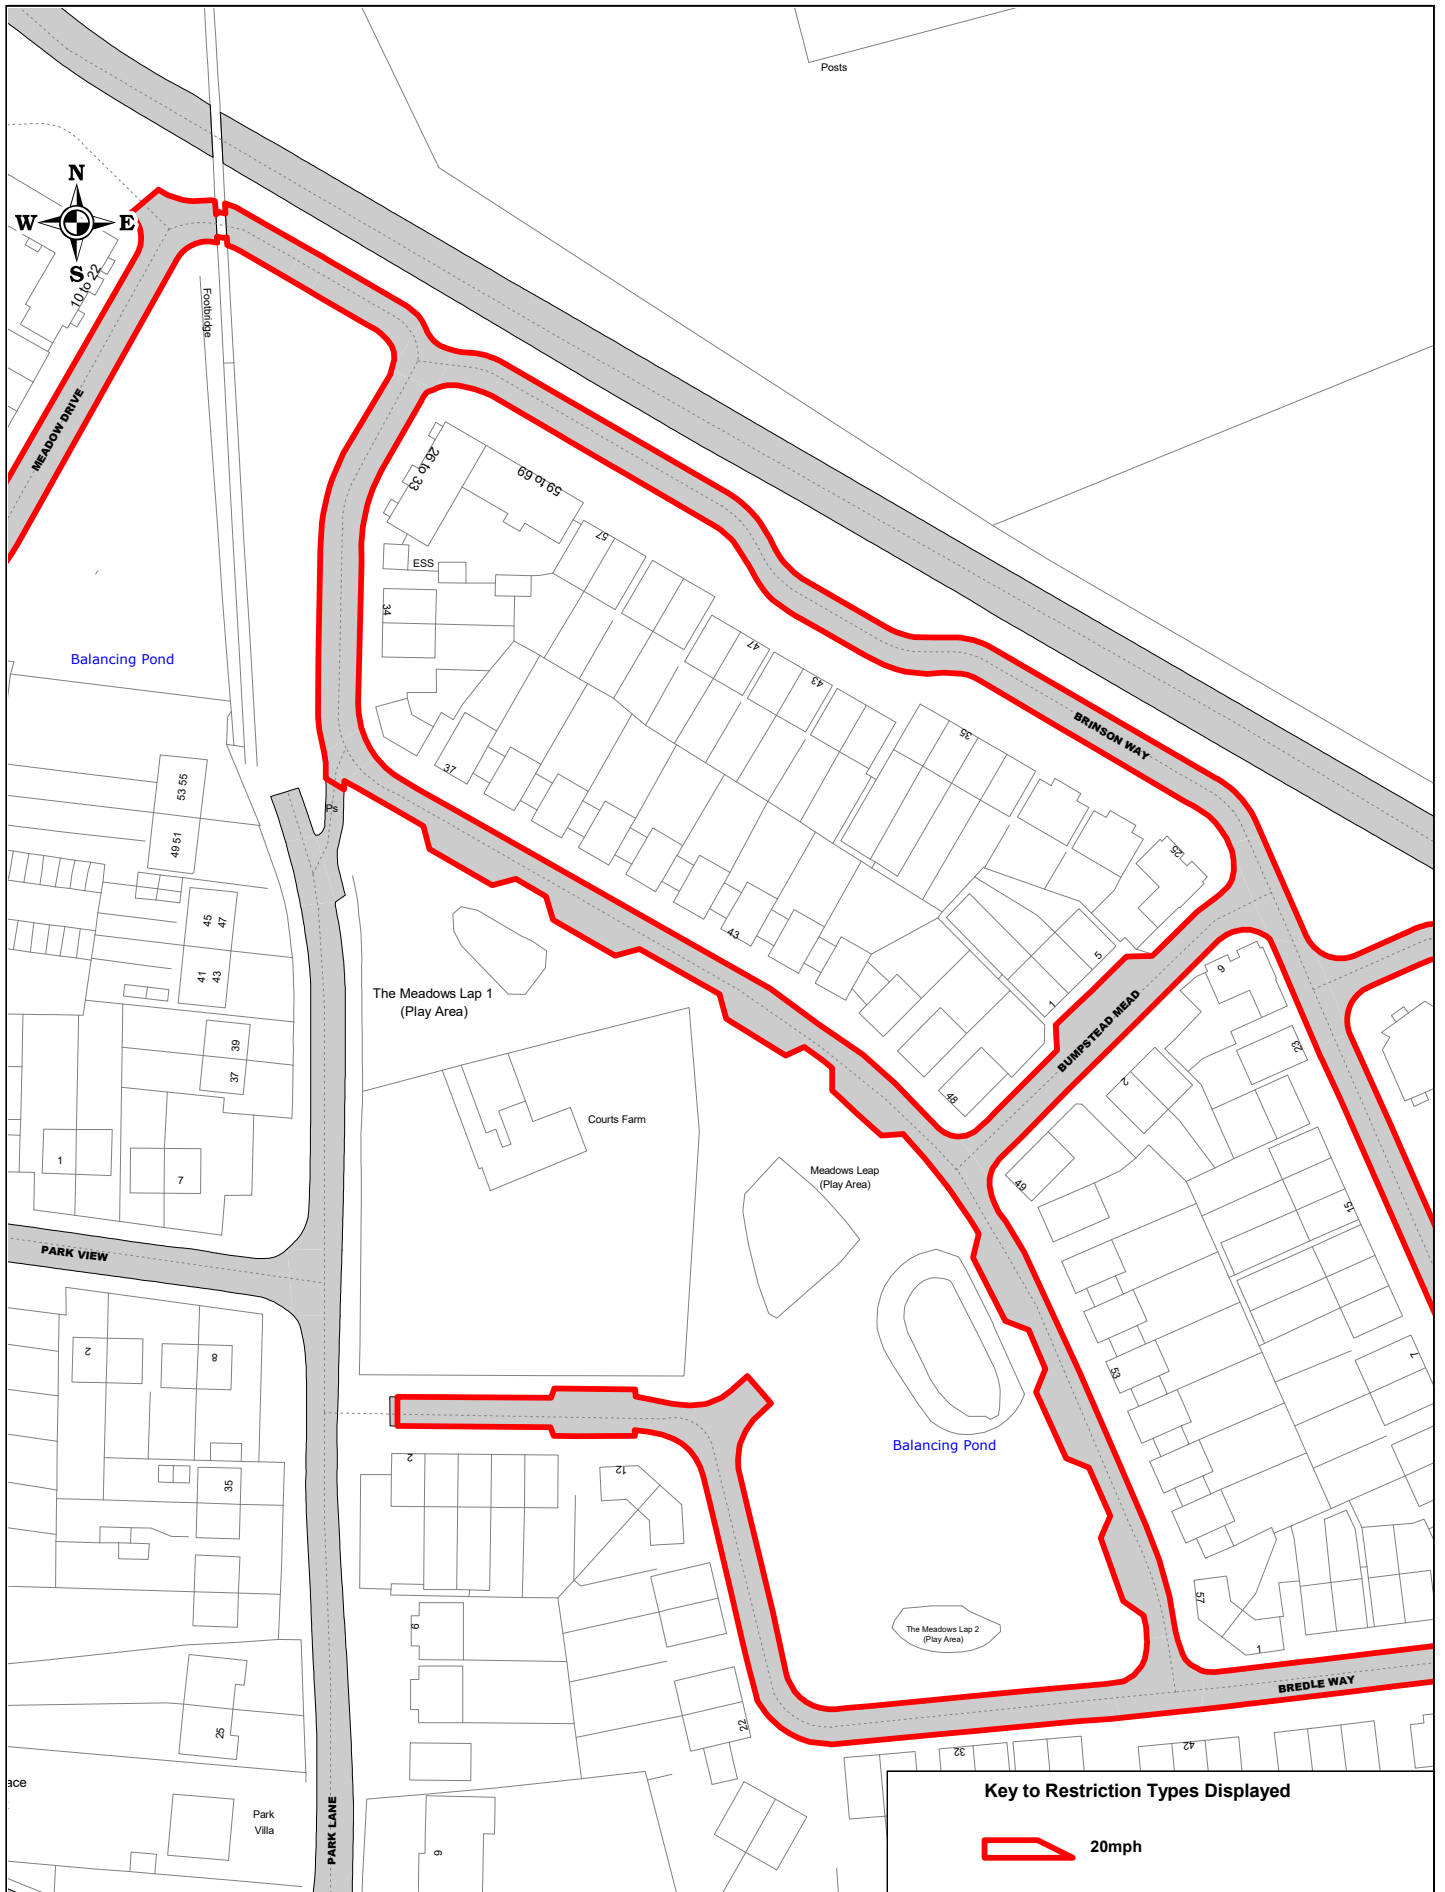 Posts
N
W
E
S
10 to 22
Footbridge
MEADOW DRIVE
26 to 33
59 to 69
57
ESS
34
Balancing Pond
47
43
35
BRINSON WAY
37
53 55
Ps
49 51
25
45
47
43
5
41
43
The Meadows Lap 1
(Play Area)
1
BUMPSTEAD MEAD
9
39
37
23
2
48
Courts Farm
1
7
Meadows Leap
(Play Area)
49
15
PARK VIEW
2
8
53
7
Balancing Pond
2
12
35
57
6
The Meadows Lap 2
(Play Area)
1
BREDLE WAY
25
22
32
42
ace
Park
Villa
PARK LANE
9
Key to Restriction Types Displayed
20mph